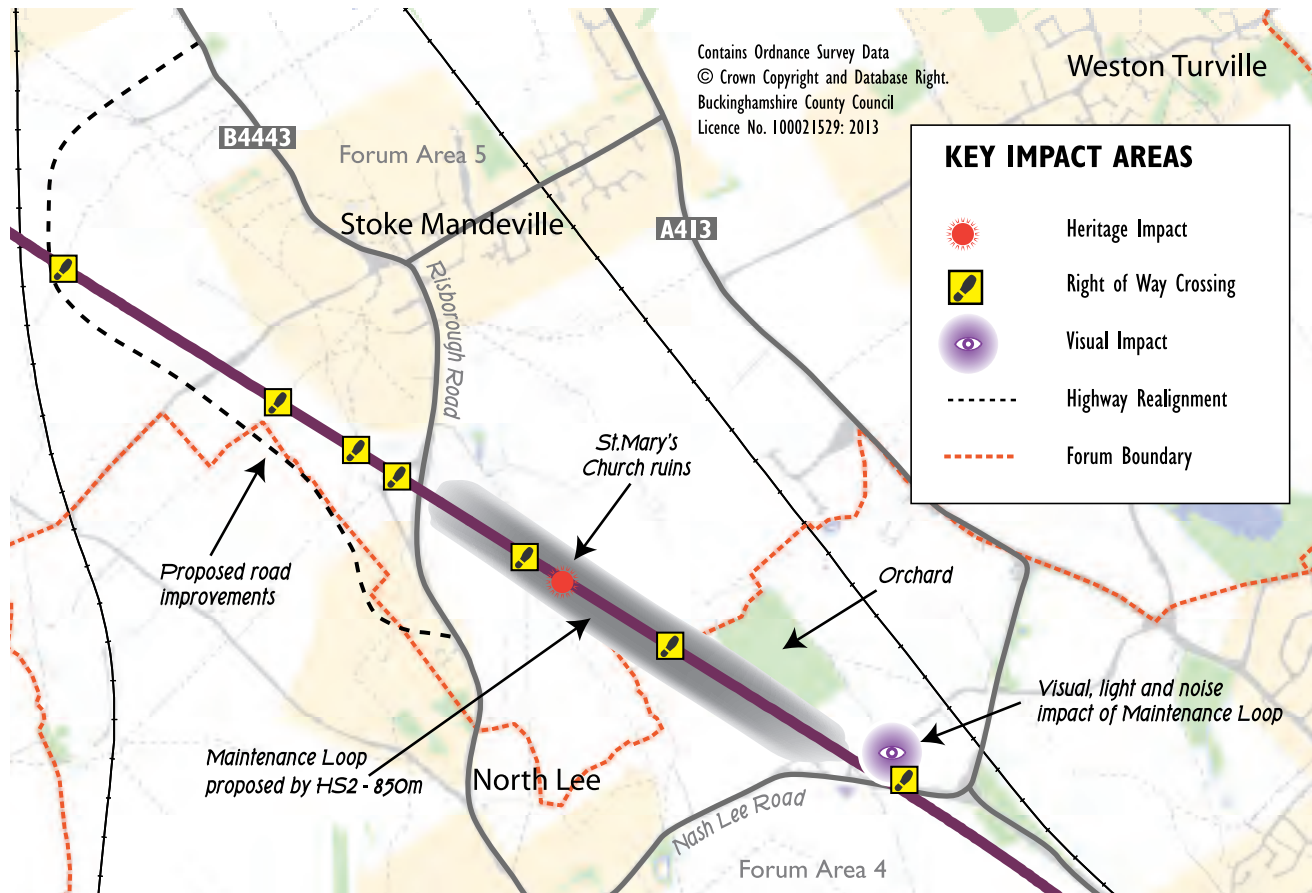 Contains Ordnance Survey Data
© Crown Copyright and Database Right.
Buckinghamshire County Council
Licence No. 100021529: 2013
Weston Turville
B4443
Forum Area 5
Stoke Mandeville
A413
Risborough Road
KEY IMPACT AREAS
Heritage Impact
Right of Way Crossing
Visual Impact
Highway Realignment
Forum Boundary
St.Mary's
Church ruins
Proposed road
improvements
Orchard
Visual, light and noise
impact of Maintenance Loop
Maintenance Loop
proposed by HS2 - 850m
North Lee
Nash Lee Road
Forum Area 4